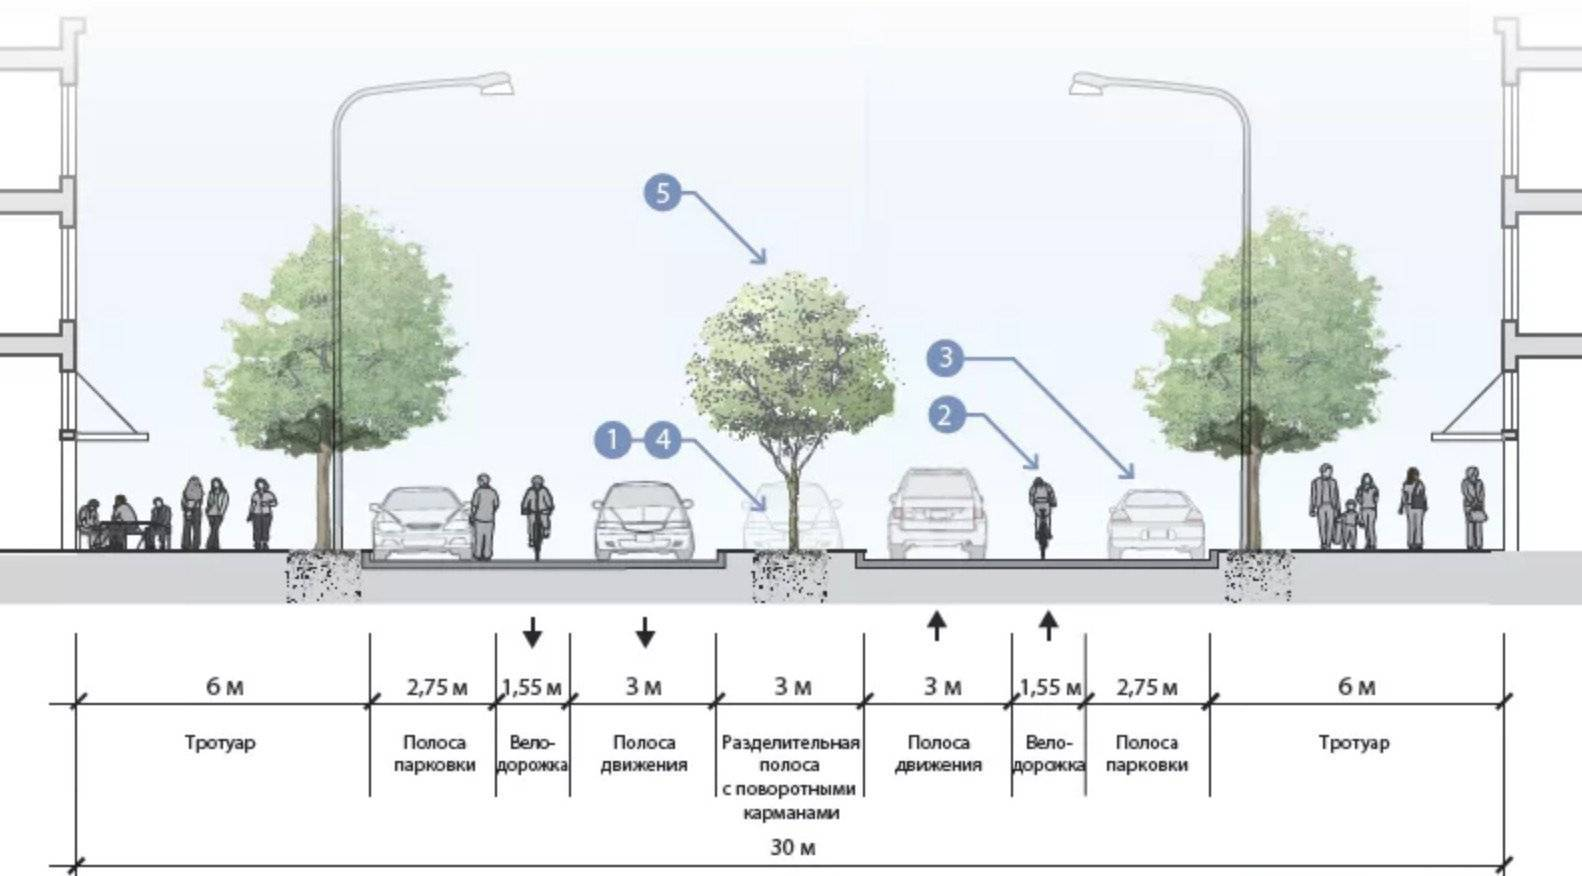 5
3
2
1 4
6 м 2,75 м 1,55 м 3 м 3 м 3 м 1,55 м 2,75 м 6 м
Тротуар
Полоса
парковки
Вело-
дорожка
Полоса
движения
Разделительная
полоса
с поворотными
карманами
Полоса
движения
Вело-
дорожка
Полоса
парковки
Тротуар
30 м